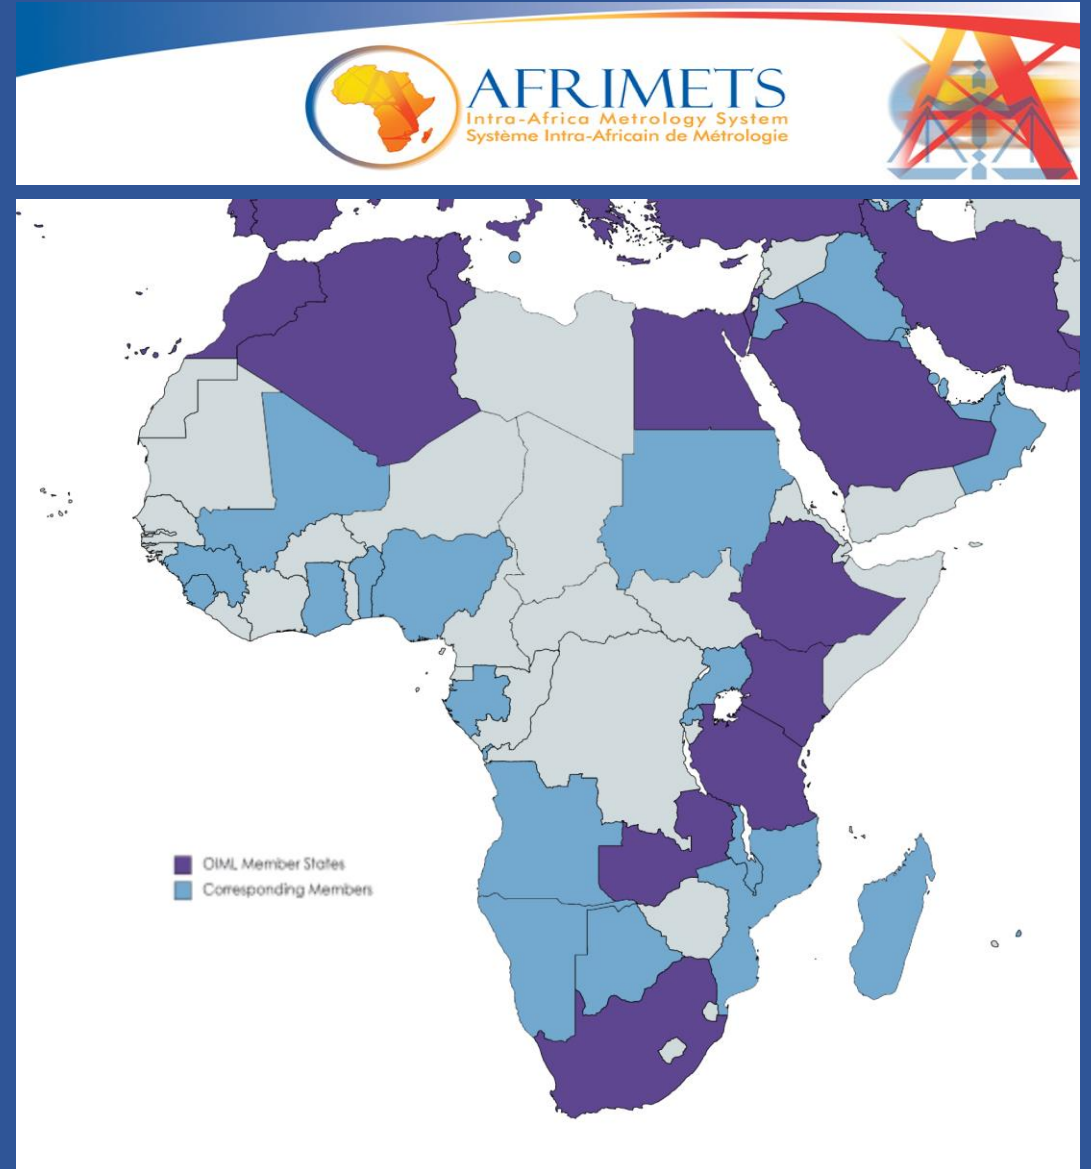 AFRIMETS
Intra-Africa Metrology System
Système Intra-Africain de Métrologie
OIML Member States
Corresponding Members